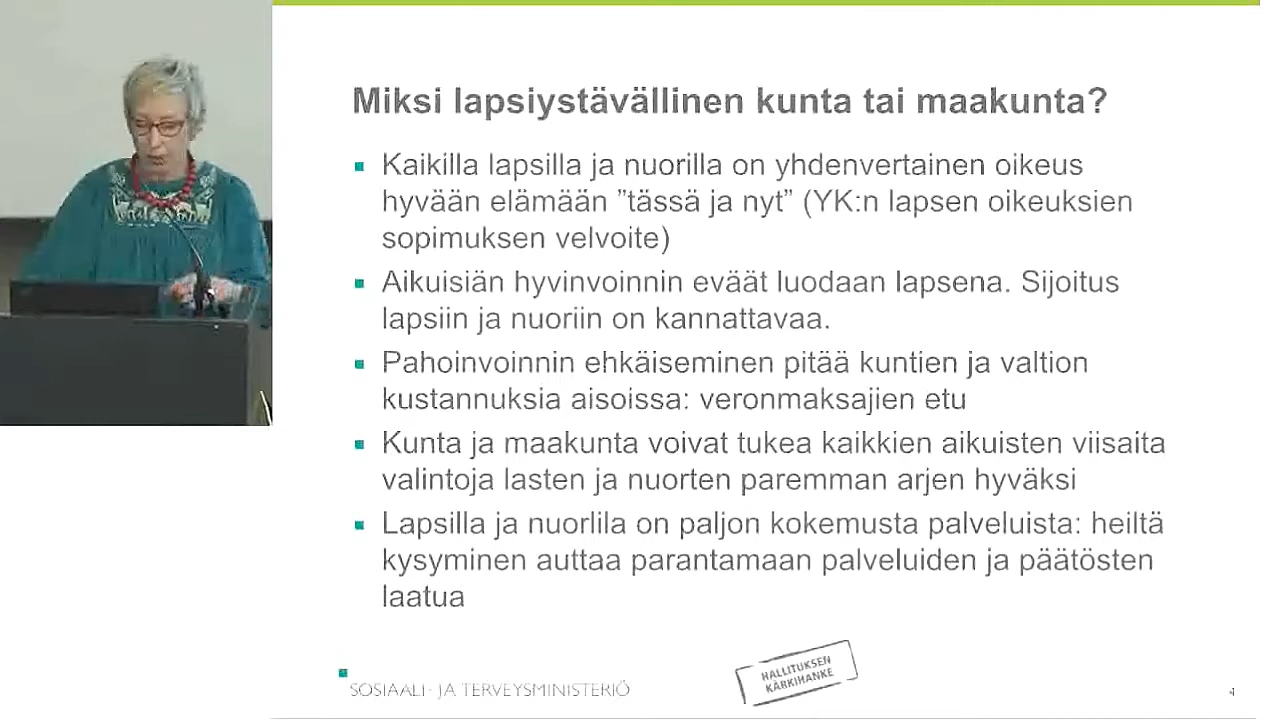 Miksi lapsiystävällinen kunta tai maakunta?
Kaikilla lapsilla ja nuorilla on yhdenvertainen oikeus
hyvään elämään ”tässä ja nyt” (YK:n lapsen oikeuksien
sopimuksen velvoite)
Aikuisiän hyvinvoinnin eväät luodaan lapsena. Sijoitus
lapsiin ja nuoriin on kannattavaa.
Pahoinvoinnin ehkäiseminen pitää kuntien ja valtion
kustannuksia aisoissa: veronmaksajien etu
Kunta ja maakunta voivat tukea kaikkien aikuisten viisaita
valintoja lasten ja nuorten paremman arjen hyväksi
Lapsilla ja nuorlila on paljon kokemusta palveluista: heiltä
kysyminen auttaa parantamaan palveluiden ja päätösten
laatua
HALLITUKSEN
KÄRKIHANKE
SOSIAALI- JA TERVEYSMINISTERIÖ
4